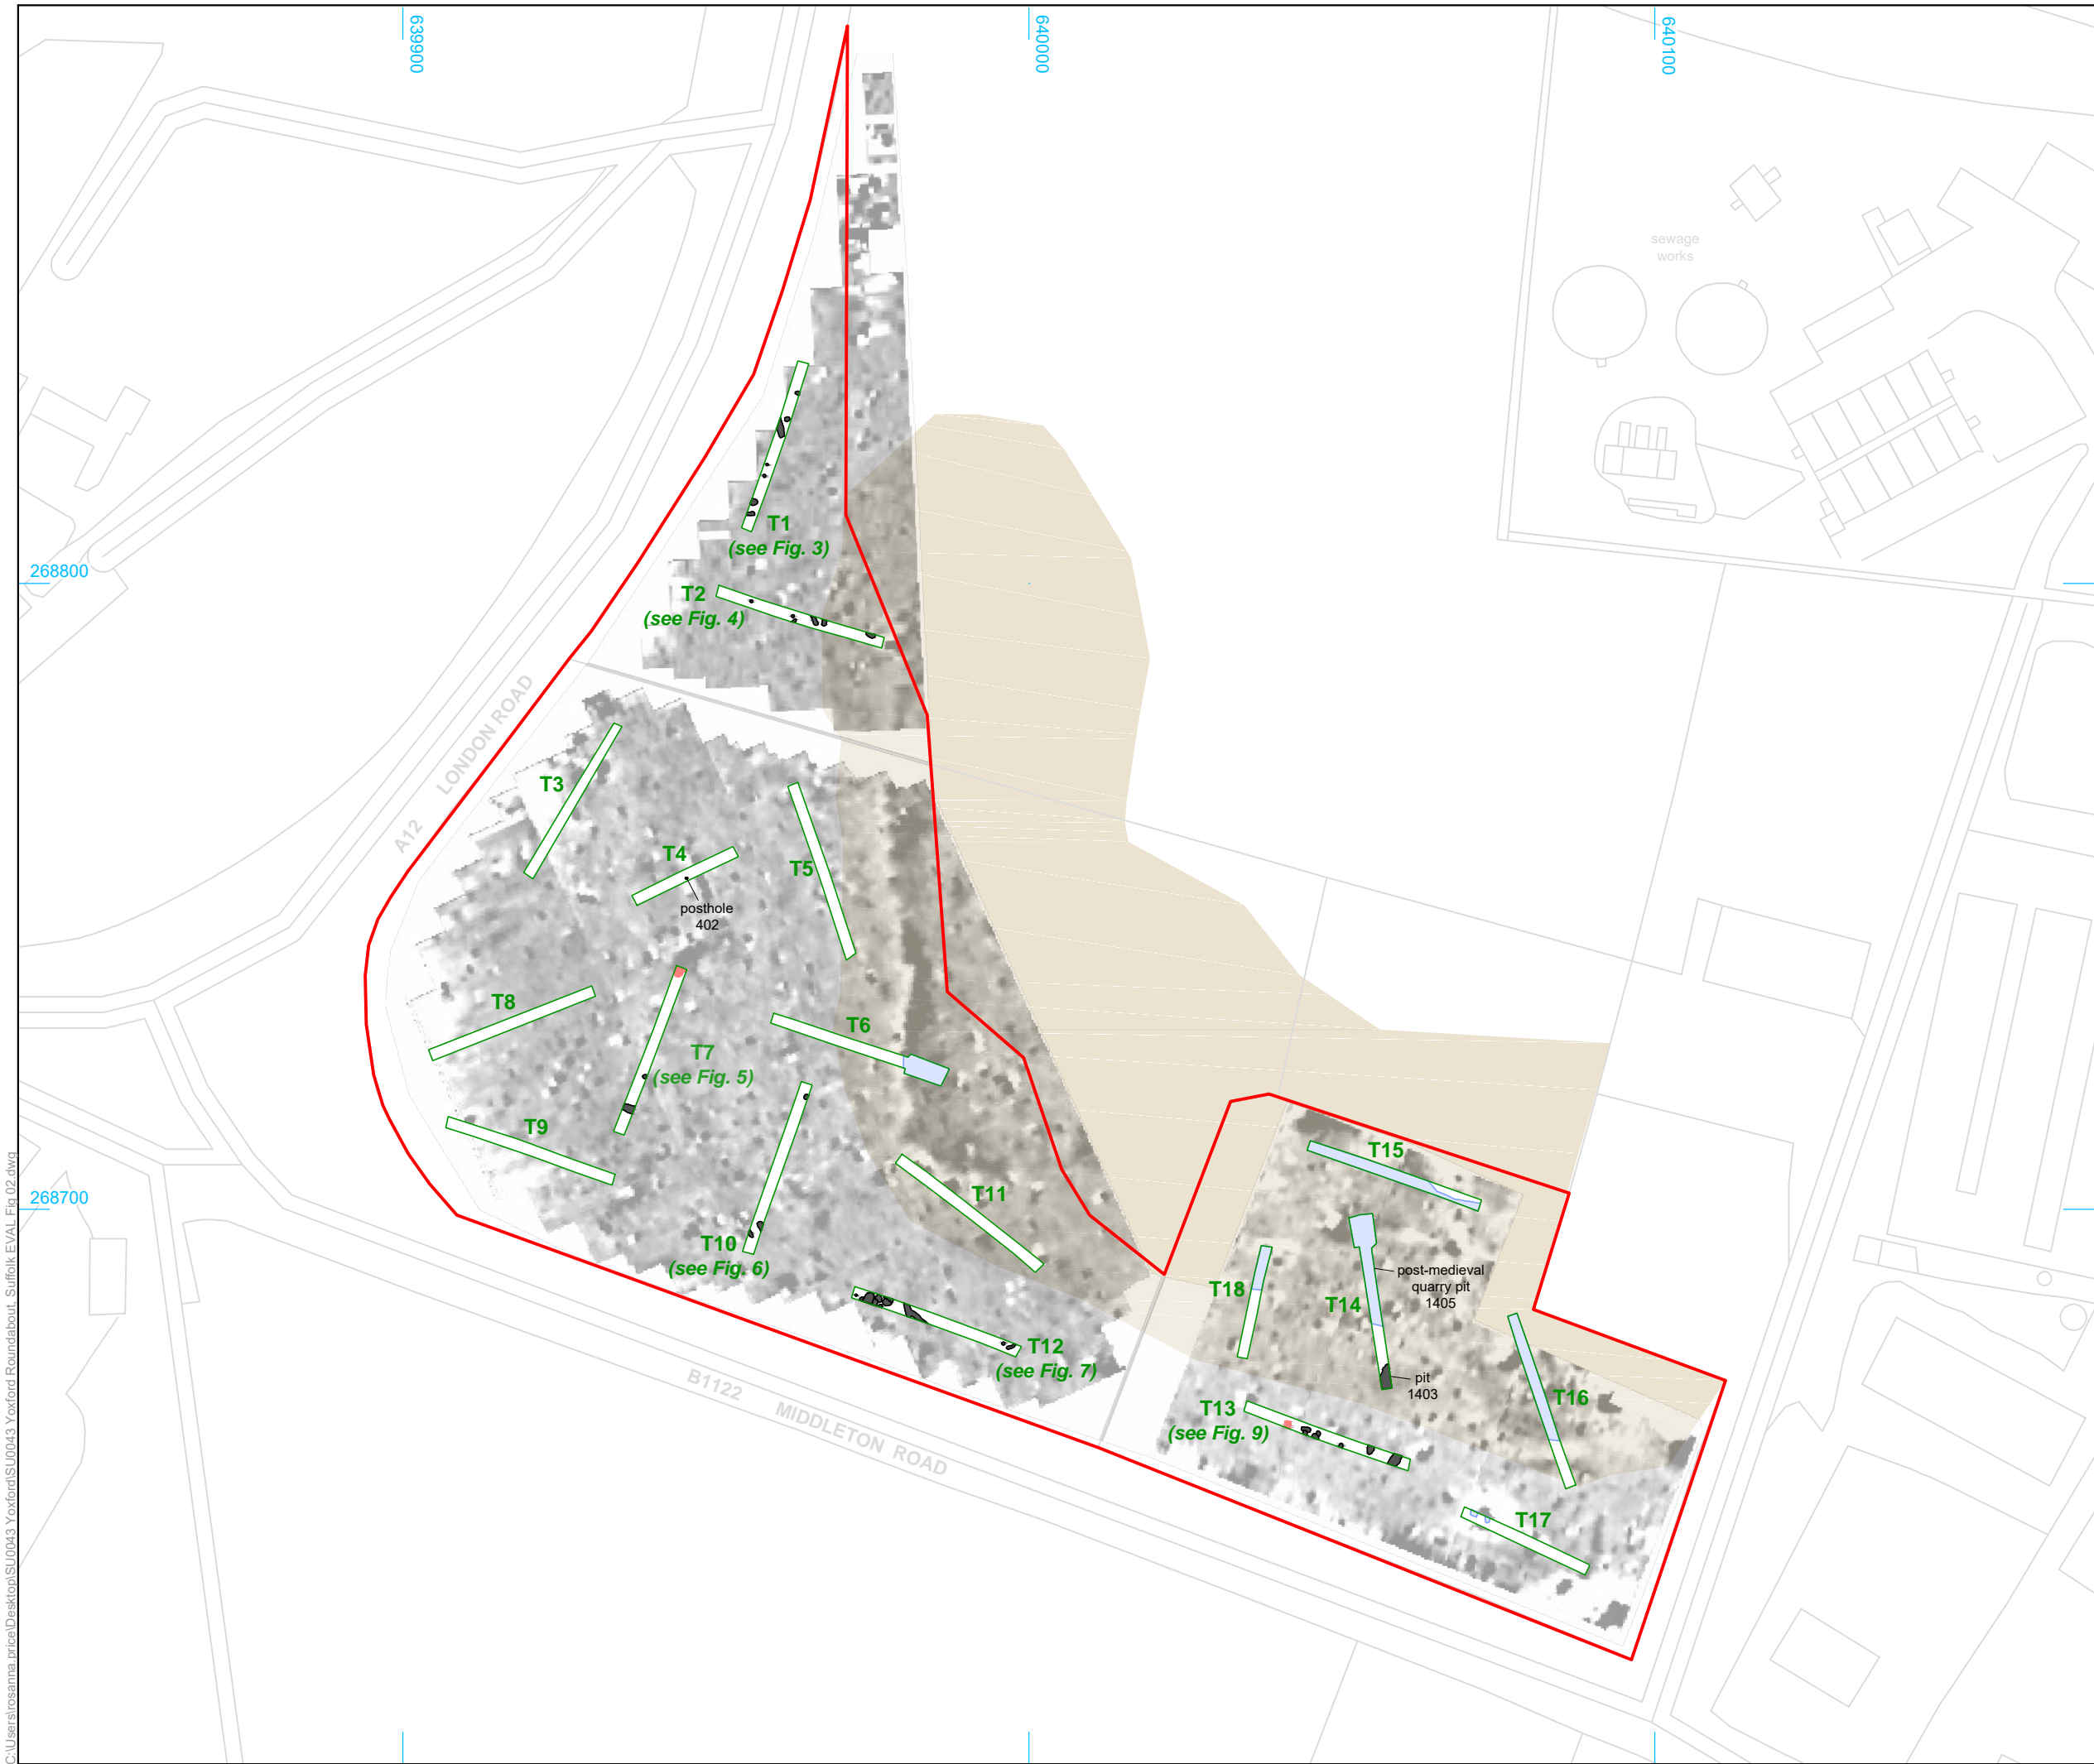 639900
640000
640100
sewage
works
T1
(see Fig. 3)
268800
T2
(see Fig. 4)
A12 LONDON ROAD
T3
T4
T5
posthole
402
T8
T6
T7
(see Fig. 5)
T9
T15
268700
T11
T10
(see Fig. 6)
T18
T14
post-medieval
quarry pit
1405
T12
(see Fig. 7)
pit
1403
T16
B1122 MIDDLETON ROAD
T13
(see Fig. 9)
T17
C:\Users\rosanna.price\Desktop\SU0043 Yoxford\SU0043 Yoxford Roundabout, Suffolk EVAL Fig 02.dwg